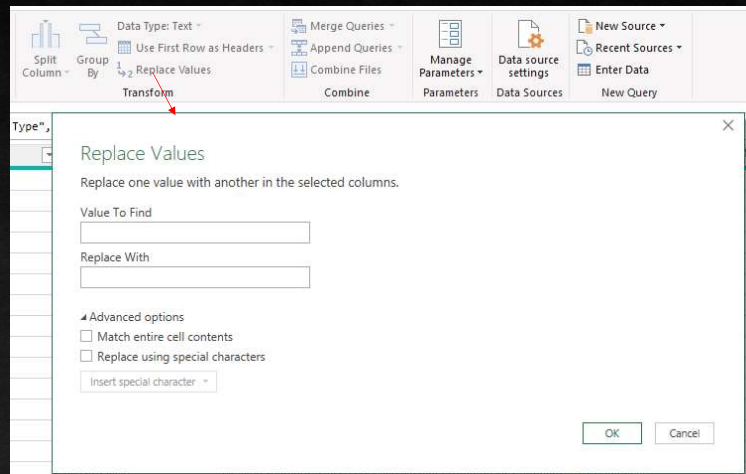 Data Type: Text
Use First Row as Headers
Replace Values
Split Column
Group By
Transform
Merge Queries
Append Queries
Combine Files
Combine
Manage Parameters
Parameters
Data source settings
Data Sources
New Source
Recent Sources
Enter Data
New Query
Type",
Replace Values
Replace one value with another in the selected columns.
Value To Find
Replace With
Advanced options
Match entire cell contents
Replace using special characters
Insert special character
OK
Cancel